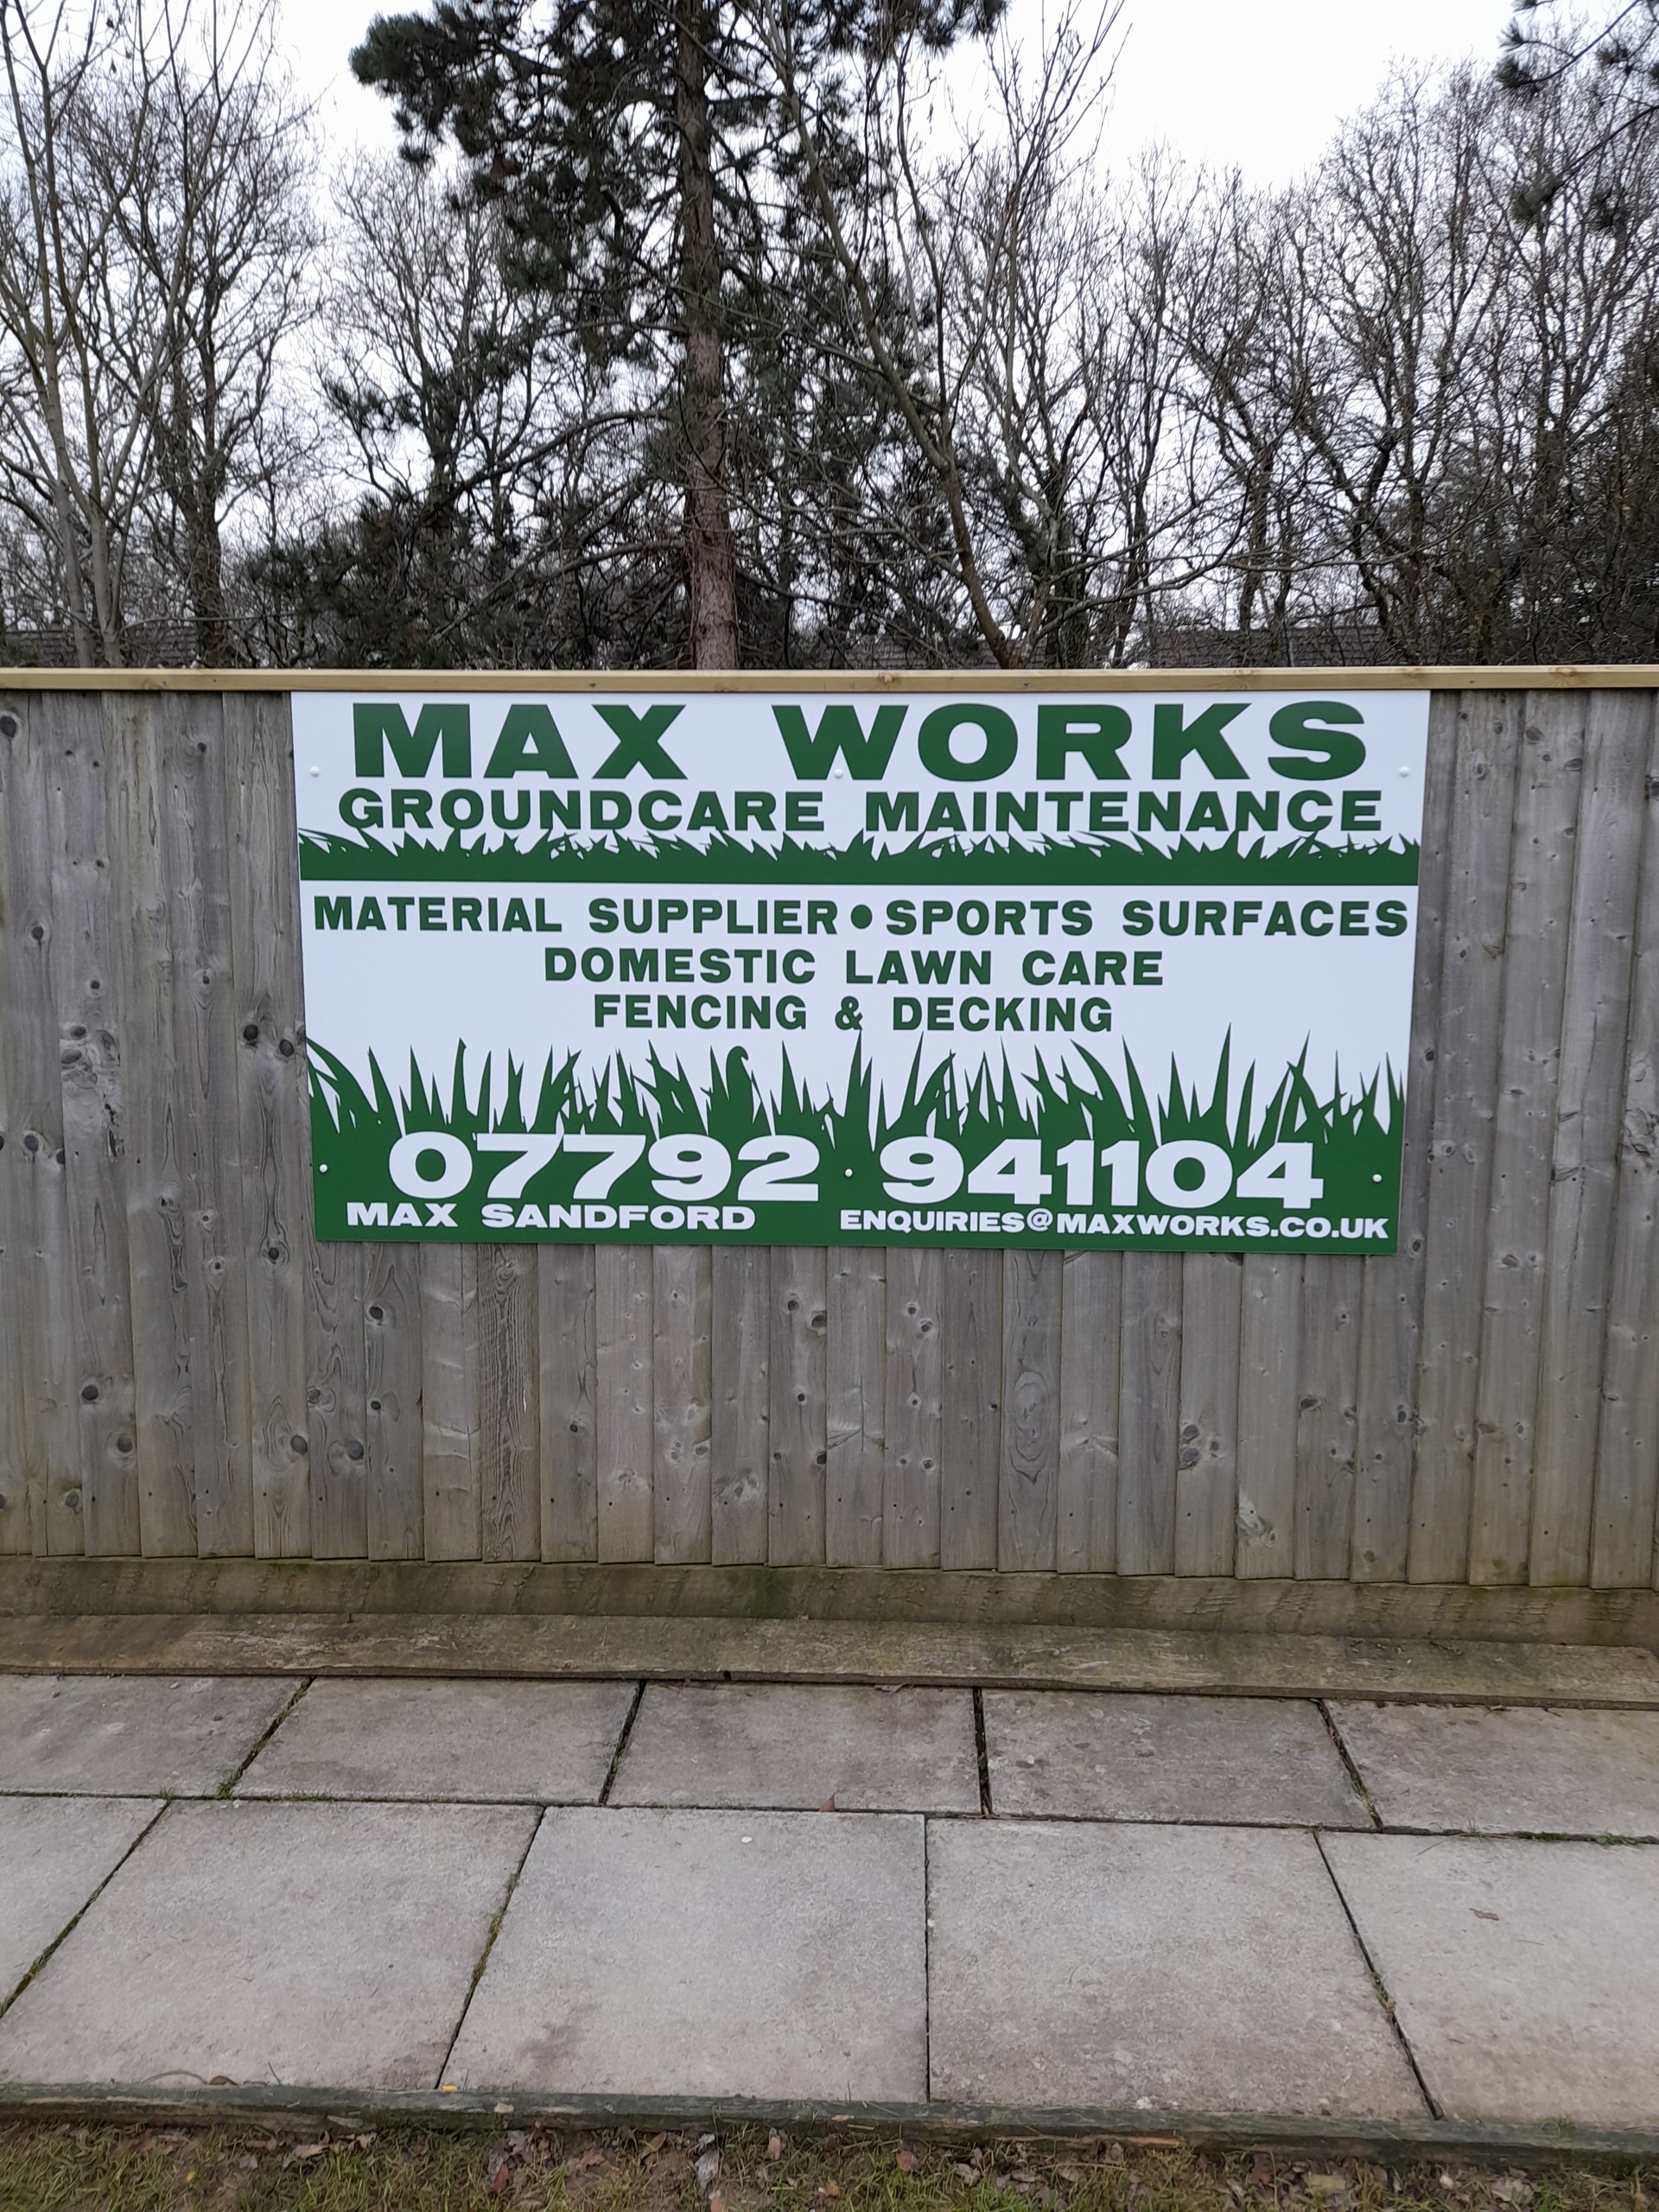 MAX WORKS
GROUNDCARE MAINTENANCE
MATERIAL SUPPLIER • SPORTS SURFACES
DOMESTIC LAWN CARE
FENCING & DECKING
07792 941104
MAX SANDFORD ENQUIRIES@MAXWORKS.CO.UK